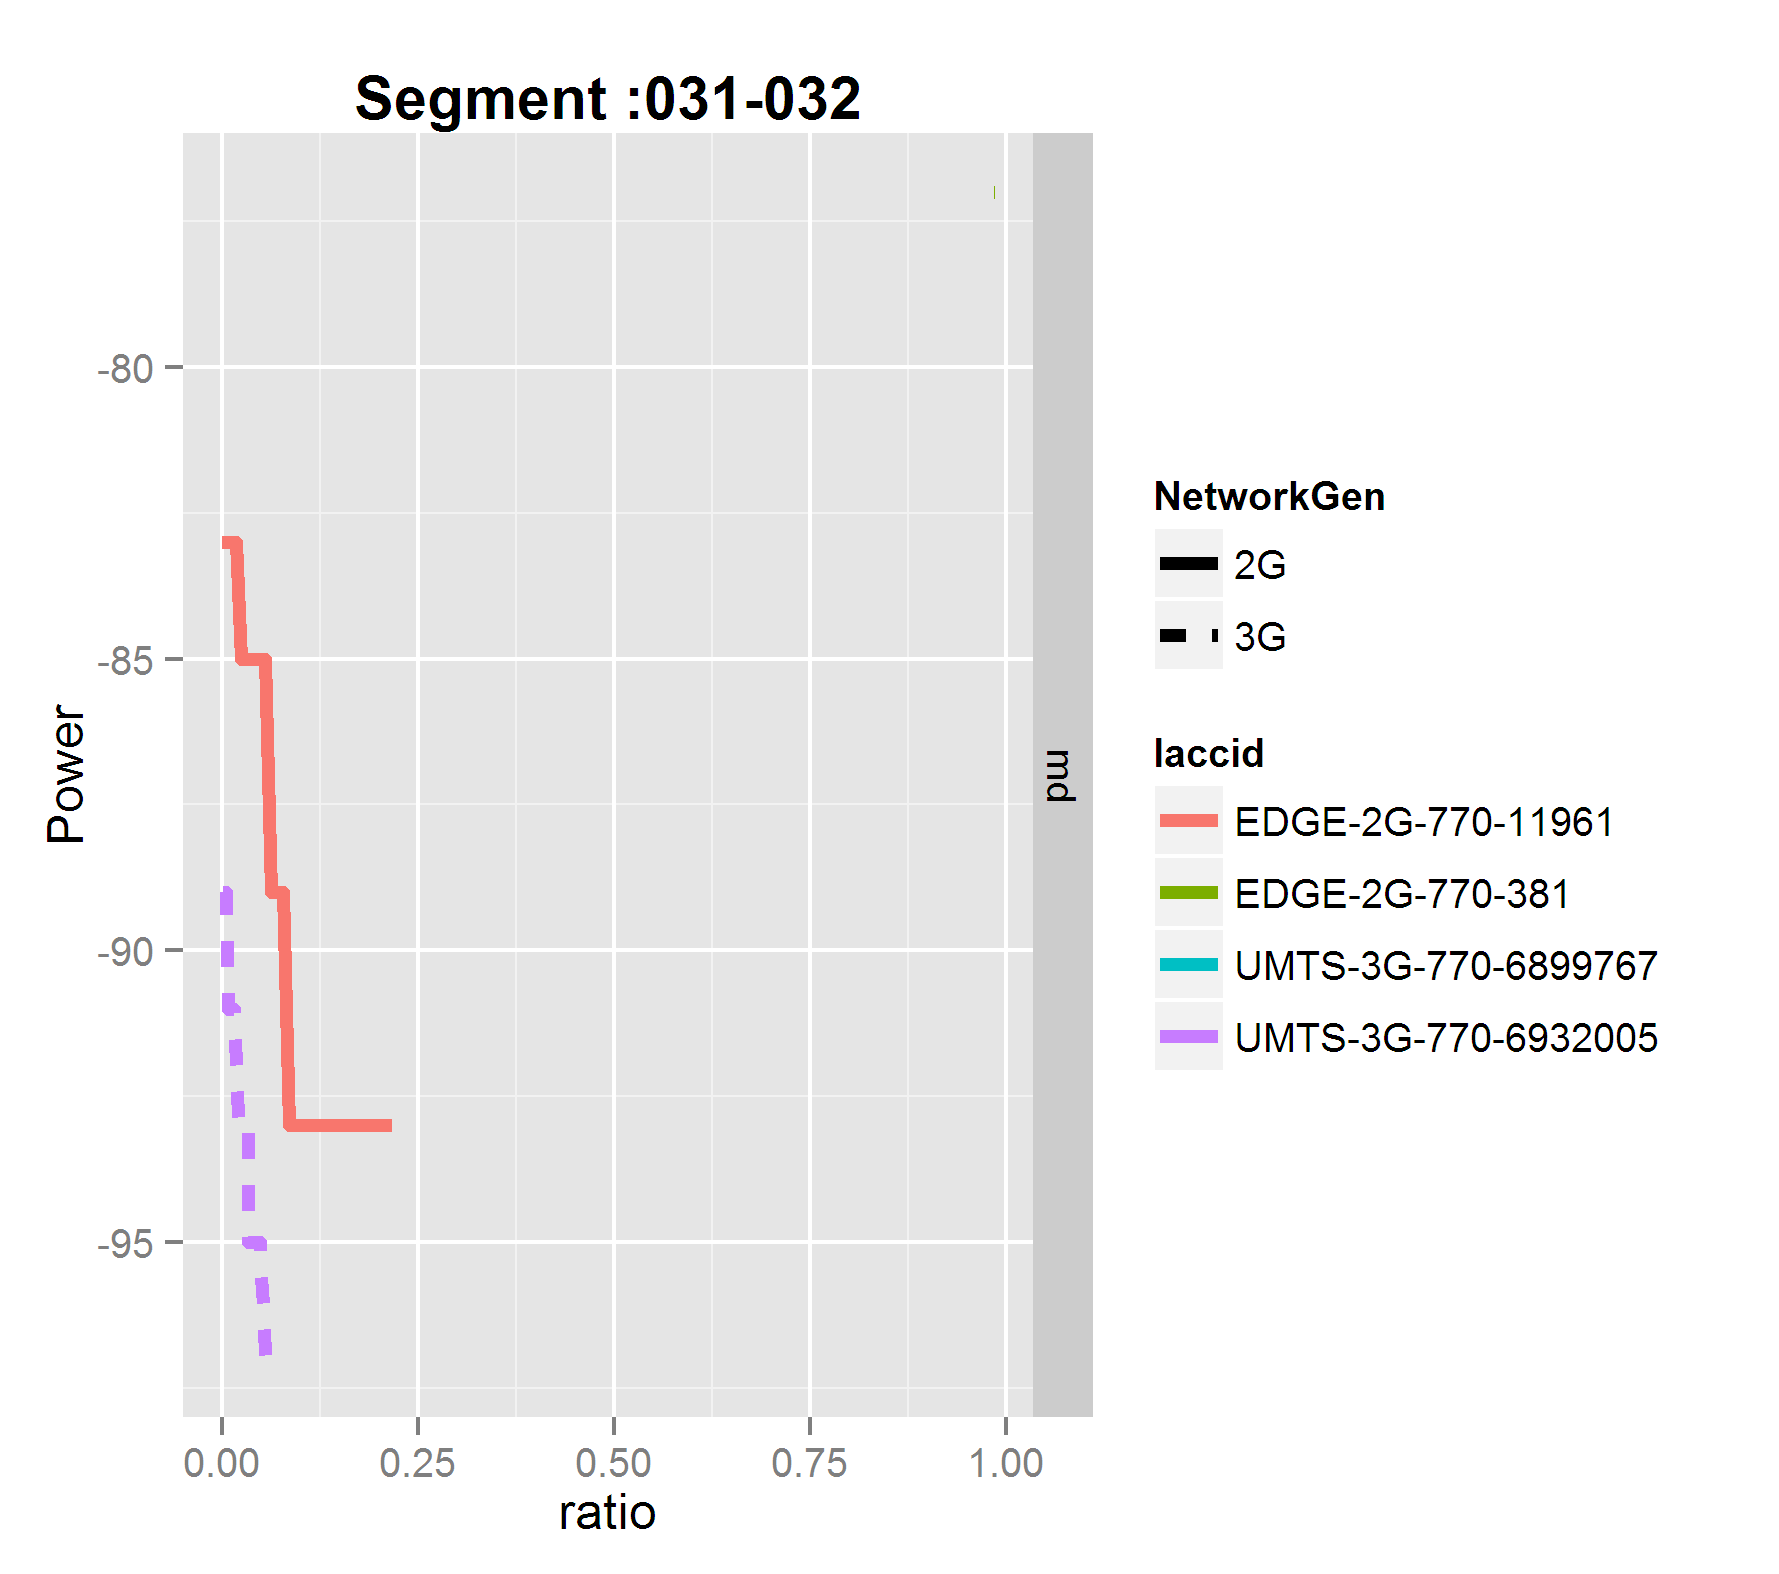 Segment :031-032
Power
-80
-85
-90
-95
0.00 0.25 0.50 0.75 1.00
ratio
pm
NetworkGen
2G
3G
laccid
EDGE-2G-770-11961
EDGE-2G-770-381
UMTS-3G-770-6899767
UMTS-3G-770-6932005